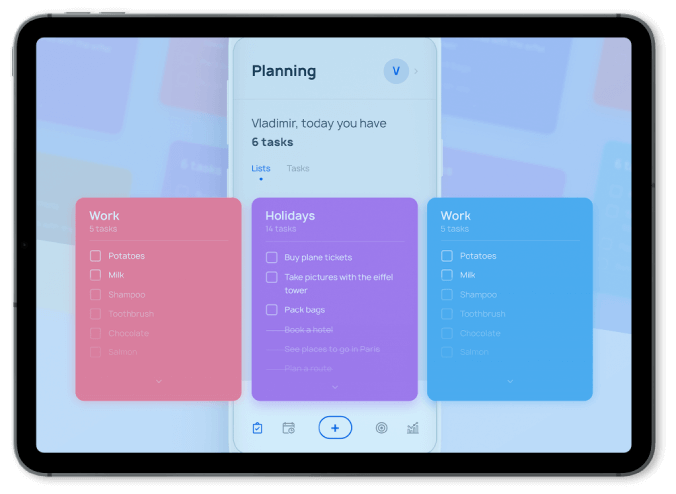 Planning
V
Vladimir, today you have
6 tasks
Lists
Tasks
Work
5 tasks
Potatoes
Milk
Shampoo
Toothbrush
Chocolate
Salmon
Holidays
14 tasks
Buy plane tickets
Take pictures with the eiffel
tower
Pack bags
Book a hotel
See places to go in Paris
Plan a route
Work
5 tasks
Potatoes
Milk
Shampoo
Toothbrush
Chocolate
Salmon
6 tasks